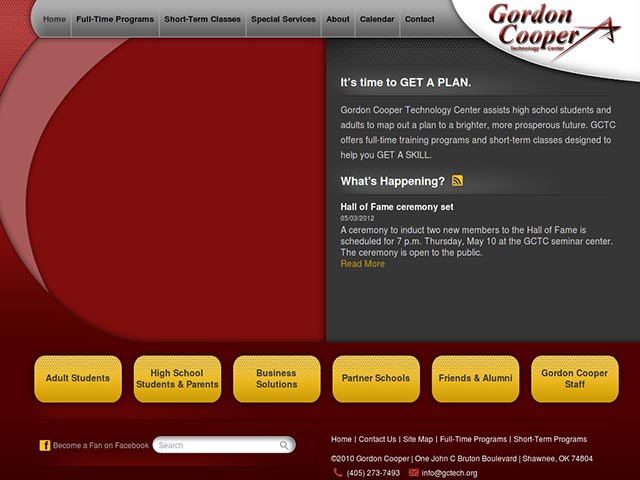 Home Full-Time Programs Short-Term Classes Special Services About Calendar Contact
Gordon
Cooper
Technology Center
It's time to GET A PLAN.
Gordon Cooper Technology Center assists high school students and
adults to map out a plan to a brighter, more prosperous future. GCTC
offers full-time training programs and short-term classes designed to
help you GET A SKILL.
What's Happening?
Hall of Fame ceremony set
05/03/2012
A ceremony to induct two new members to the Hall of Fame is
scheduled for 7 p.m. Thursday, May 10 at the GCTC seminar center.
The ceremony is open to the public.
Read More
Adult Students
High School
Students & Parents
Business
Solutions
Partner Schools
Friends & Alumni
Gordon Cooper
Staff
f Become a Fan on Facebook
Search
Home | Contact Us | Site Map | Full-Time Programs | Short-Term Programs
©2010 Gordon Cooper | One John C Bruton Boulevard | Shawnee, OK 74804
(405) 273-7493 info@gctech.org